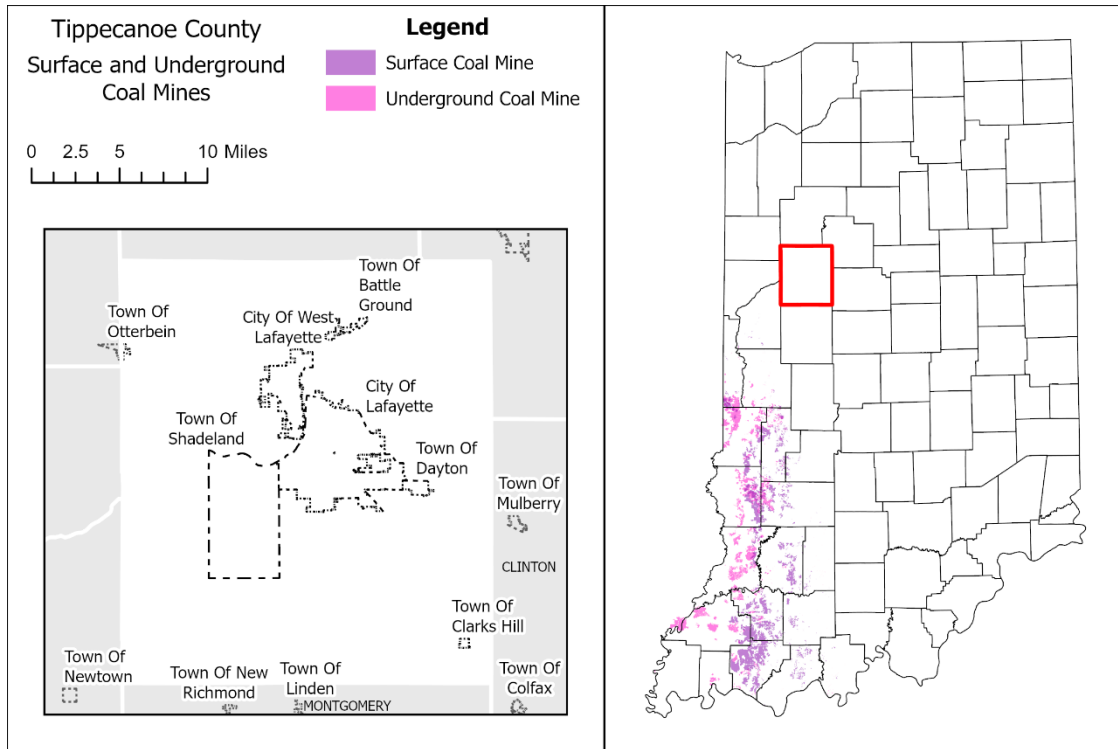 Tippecanoe County
Surface and Underground
Coal Mines
Legend
Surface Coal Mine
Underground Coal Mine
0 2.5 5 10 Miles
Town Of
Battle
Ground
Town Of
Otterbein
City Of West
Lafayette
City Of
Lafayette
Town Of
Shadeland
Town Of
Dayton
Town Of
Mulberry
CLINTON
Town Of
Clarks Hill
Town Of
Newtown
Town Of New
Richmond
Town Of
Linden
MONTGOMERY
Town Of
Colfax